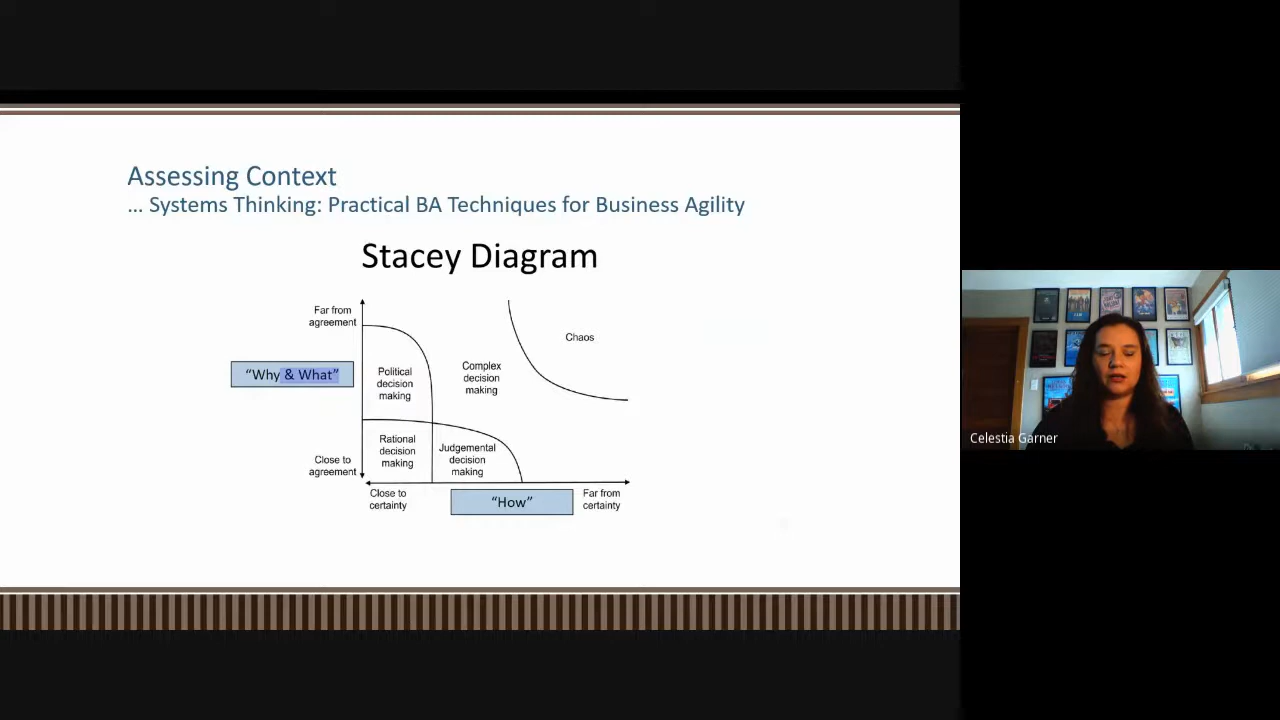 Assessing Context
... Systems Thinking: Practical BA Techniques for Business Agility
Stacey Diagram
Far from
agreement
Chaos
“Why & What”
Political
decision
making
Complex
decision
making
Rational
decision
making
Judgemental
decision
making
Close to
agreement
Close to
certainty
“How”
Far from
certainty
Celestia Garner